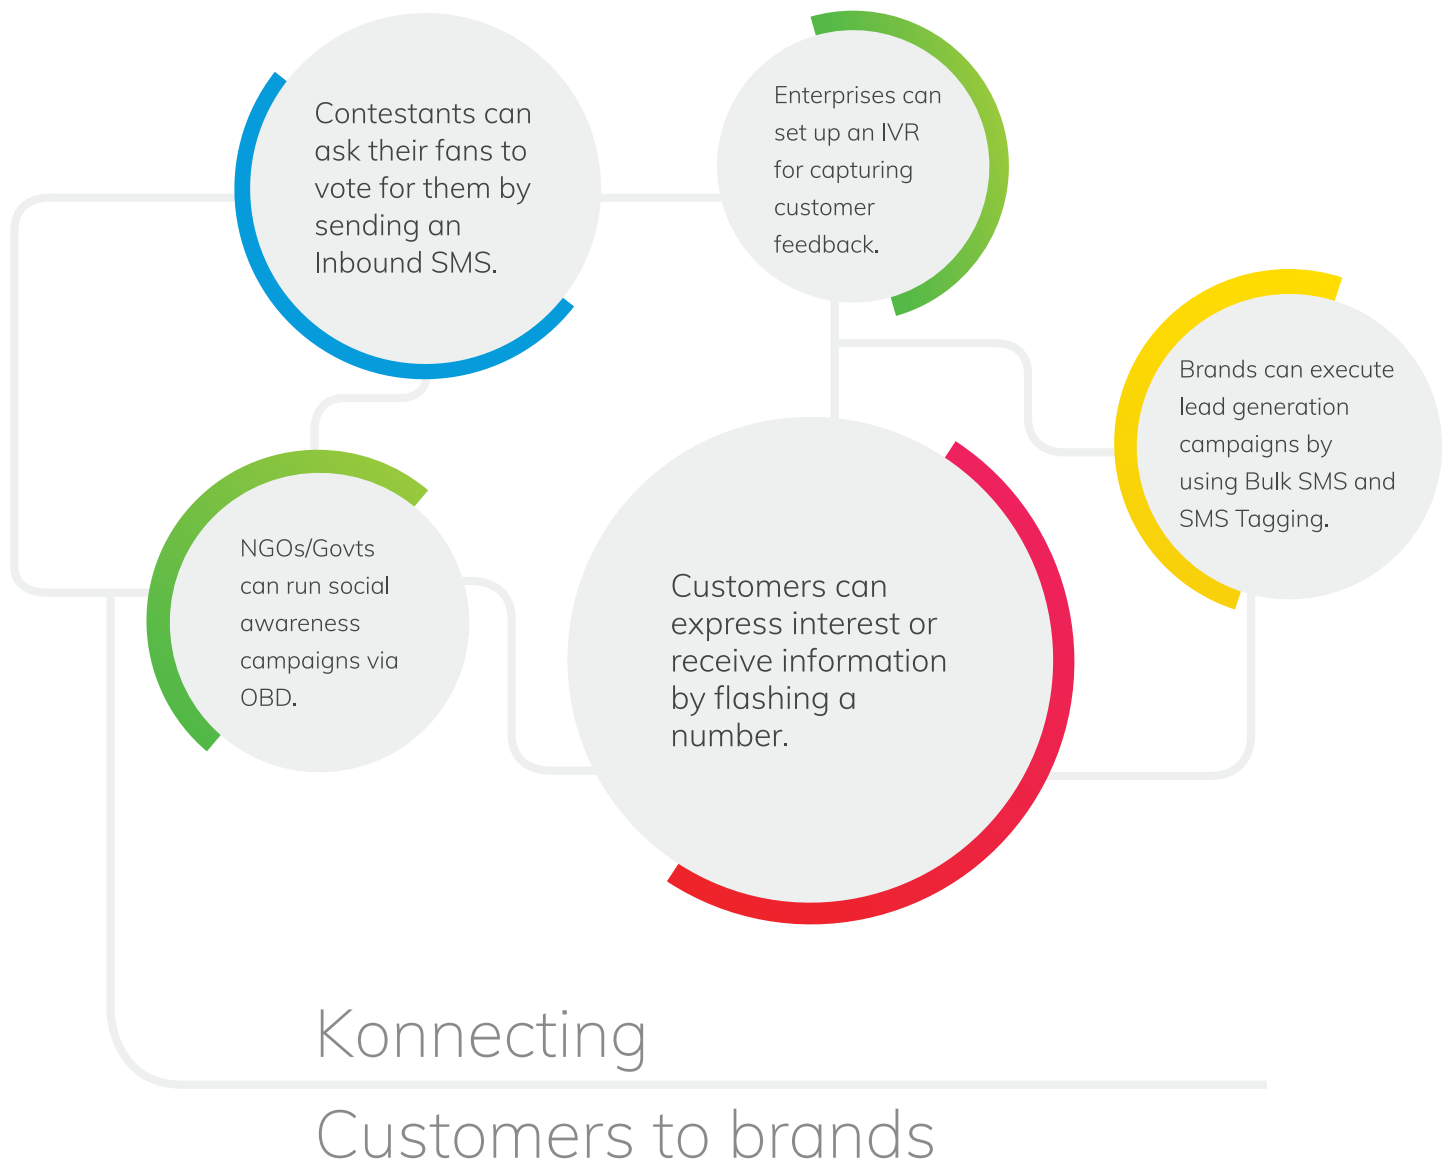 Contestants can
ask their fans to
vote for them by
sending an
Inbound SMS.
Enterprises can
set up an IVR
for capturing
customer
feedback.
Brands can execute
lead generation
campaigns by
using Bulk SMS and
SMS Tagging.
NGOs/Govts
can run social
awareness
campaigns via
OBD.
Customers can
express interest or
receive information
by flashing a
number.
Konnecting
Customers to brands